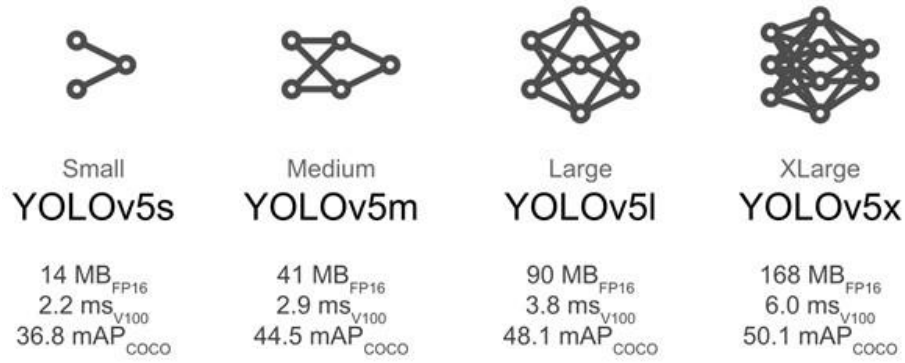 Small
YOLOv5s
14 MB FP16
2.2 ms V100
36.8 mAP COCO
Medium
YOLOv5m
41 MB FP16
2.9 ms V100
44.5 mAP COCO
Large
YOLOv5l
90 MB FP16
3.8 ms V100
48.1 mAP COCO
XLarge
YOLOv5x
168 MB FP16
6.0 ms V100
50.1 mAP COCO